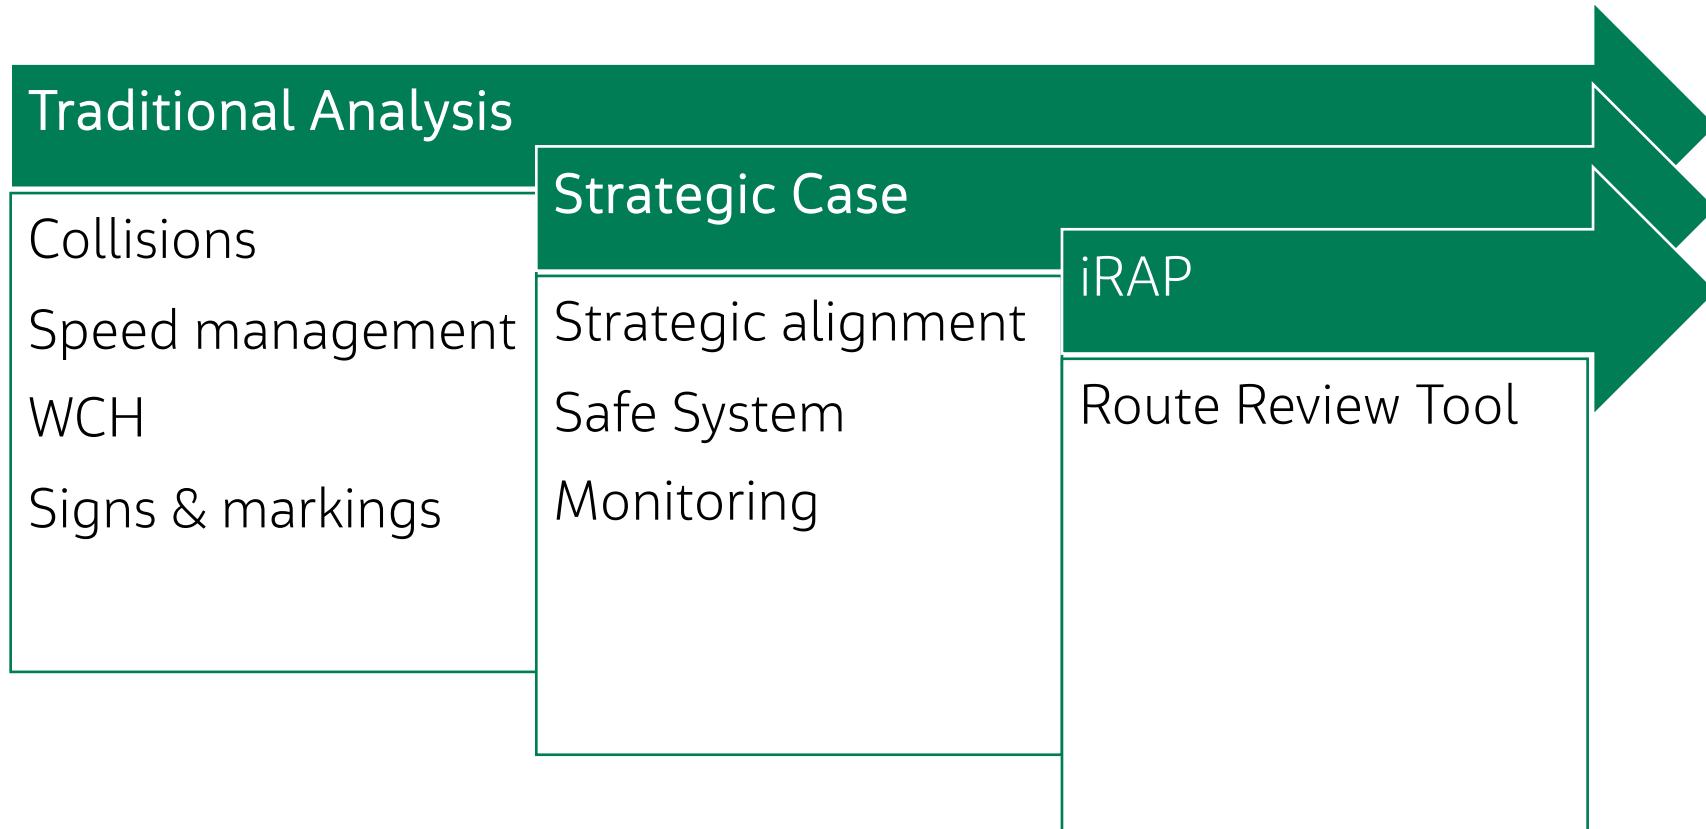 Traditional Analysis
Collisions
Speed management
WCH
Signs & markings
Strategic Case
Strategic alignment
Safe System
Monitoring
iRAP
Route Review Tool